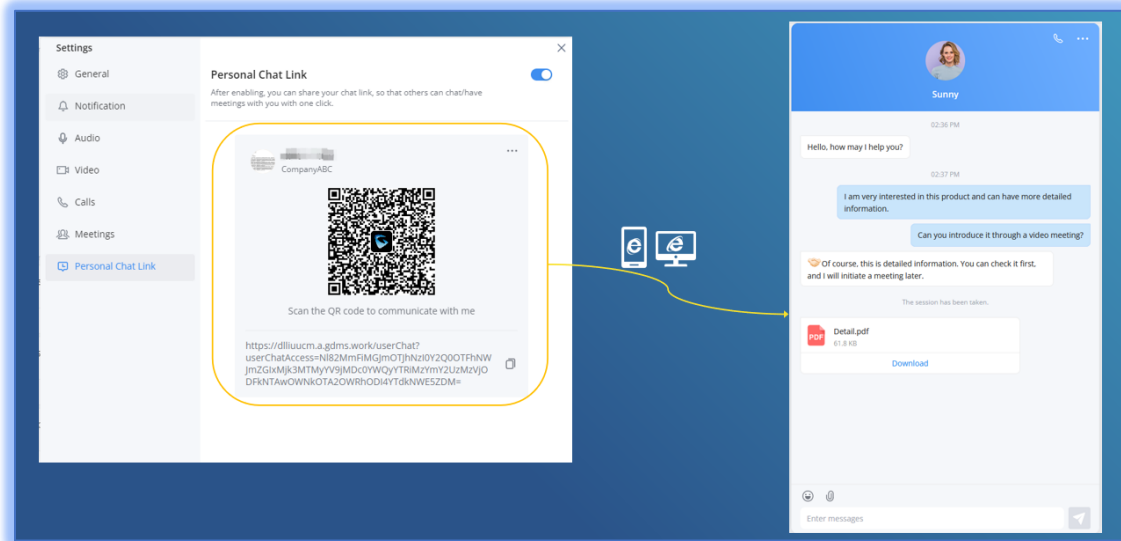 Settings
General
Notification
Audio
Video
Calls
Meetings
Personal Chat Link
Personal Chat Link
After enabling, you can share your chat link, so that others can chat/have
meetings with you with one click.
CompanyABC
Scan the QR code to communicate with me
https://dlliuucm.a.gdms.work/userChat?
userChatAccess=Nl82MmFiMGJmOTJhNzI0Y2Q0OTFhNW
JmZGIxMjk3MTMyYV9jMDc0YWQyYTRiMzYmY2UzMzVjO
DFkNTAwOWNkOTA2OWRhODI4YTdkNWE5ZDM=
Sunny
02:36 PM
Hello, how may I help you?
02:37 PM
I am very interested in this product and can have more detailed
information.
Can you introduce it through a video meeting?
Of course, this is detailed information. You can check it first,
and I will initiate a meeting later.
The session has been taken.
PDF
Detail.pdf
61.8 KB
Download
Enter messages